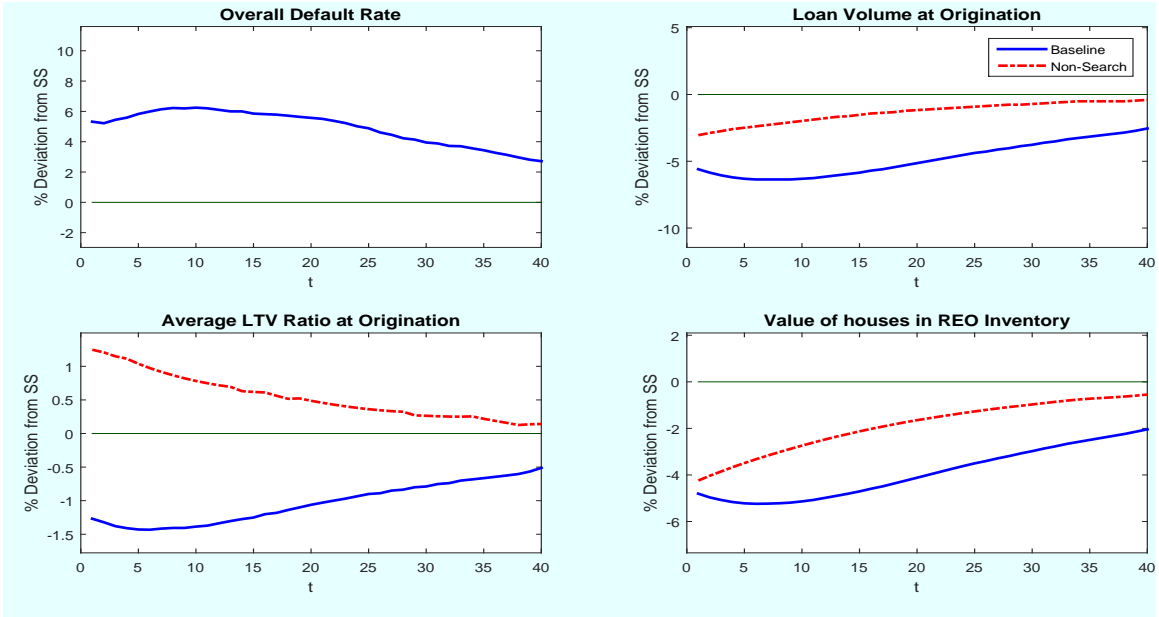 Overall Default Rate
% Deviation from SS
10
8
6
4
2
0
-2
0 5 10 15 20 25 30 35 40
t
Loan Volume at Origination
% Deviation from SS
5
0
-5
-10
Baseline
Non-Search
0 5 10 15 20 25 30 35 40
t
Average LTV Ratio at Origination
% Deviation from SS
1
0.5
0
-0.5
-1
-1.5
0 5 10 15 20 25 30 35 40
t
Value of houses in REO Inventory
% Deviation from SS
2
0
-2
-4
-6
0 5 10 15 20 25 30 35 40
t